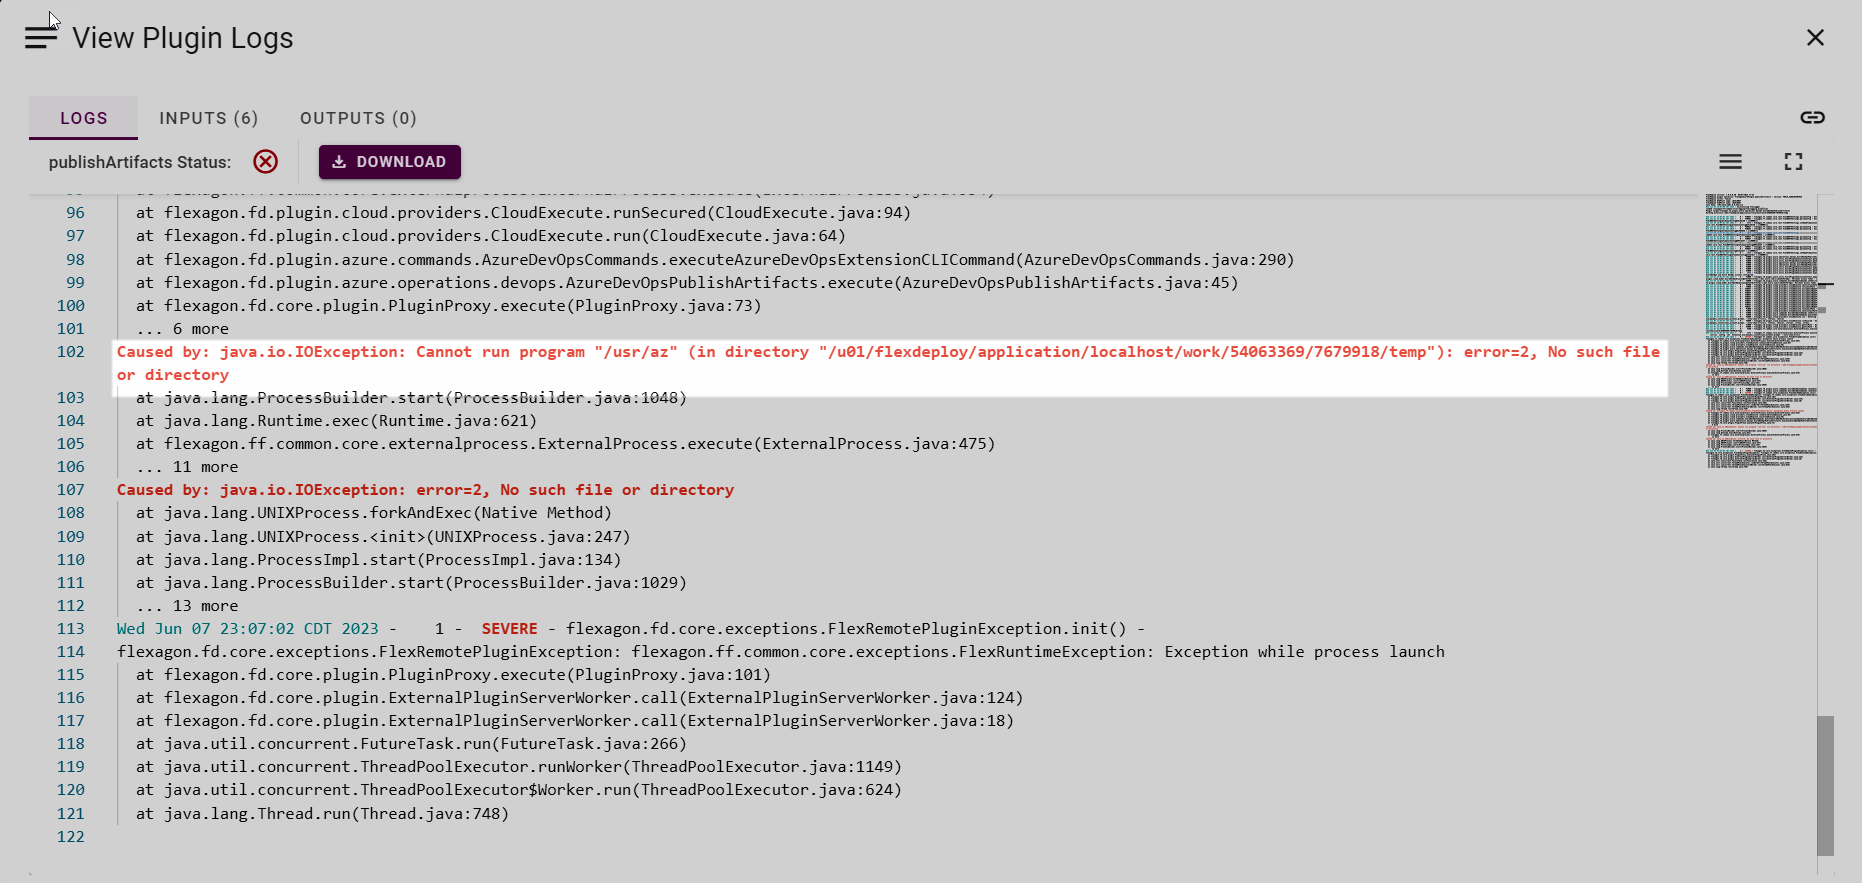 View Plugin Logs
LOGS
INPUTS (6)
OUTPUTS (0)
publishArtifacts Status:
DOWNLOAD
96 at flexagon.fd.plugin.cloud.providers.CloudExecute.runSecured(CloudExecute.java:94)
97 at flexagon.fd.plugin.cloud.providers.CloudExecute.run(CloudExecute.java:64)
98 at flexagon.fd.plugin.azure.commands.AzureDevOpsCommands.executeAzureDevOpsExtensionCLICommand(AzureDevOpsCommands.java:290)
99 at flexagon.fd.plugin.azure.operations.devops.AzureDevOpsPublishArtifacts.execute(AzureDevOpsPublishArtifacts.java:45)
100 at flexagon.fd.core.plugin.PluginProxy.execute(PluginProxy.java:73)
101 ... 6 more
102 Caused by: java.io.IOException: Cannot run program "/usr/az" (in directory "/u01/flexdeploy/application/localhost/work/54063369/7679918/temp"): error=2, No such file
or directory
103 at java.lang.ProcessBuilder.start(ProcessBuilder.java:1048)
104 at java.lang.Runtime.exec(Runtime.java:621)
105 at flexagon.ff.common.core.externalprocess.ExternalProcess.execute(ExternalProcess.java:475)
106 ... 11 more
107 Caused by: java.io.IOException: error=2, No such file or directory
108 at java.lang.UNIXProcess.forkAndExec(Native Method)
109 at java.lang.UNIXProcess.<init>(UNIXProcess.java:247)
110 at java.lang.ProcessImpl.start(ProcessImpl.java:134)
111 at java.lang.ProcessBuilder.start(ProcessBuilder.java:1029)
112 ... 13 more
113 Wed Jun 07 23:07:02 CDT 2023 - 1 - SEVERE - flexagon.fd.core.exceptions.FlexRemotePluginException.init() -
114 flexagon.fd.core.exceptions.FlexRemotePluginException: flexagon.ff.common.core.exceptions.FlexRuntimeException: Exception while process launch
115 at flexagon.fd.core.plugin.PluginProxy.execute(PluginProxy.java:101)
116 at flexagon.fd.core.plugin.ExternalPluginServerWorker.call(ExternalPluginServerWorker.java:124)
117 at flexagon.fd.core.plugin.ExternalPluginServerWorker.call(ExternalPluginServerWorker.java:18)
118 at java.util.concurrent.FutureTask.run(FutureTask.java:266)
119 at java.util.concurrent.ThreadPoolExecutor.runWorker(ThreadPoolExecutor.java:1149)
120 at java.util.concurrent.ThreadPoolExecutor$Worker.run(ThreadPoolExecutor.java:624)
121 at java.lang.Thread.run(Thread.java:748)
122